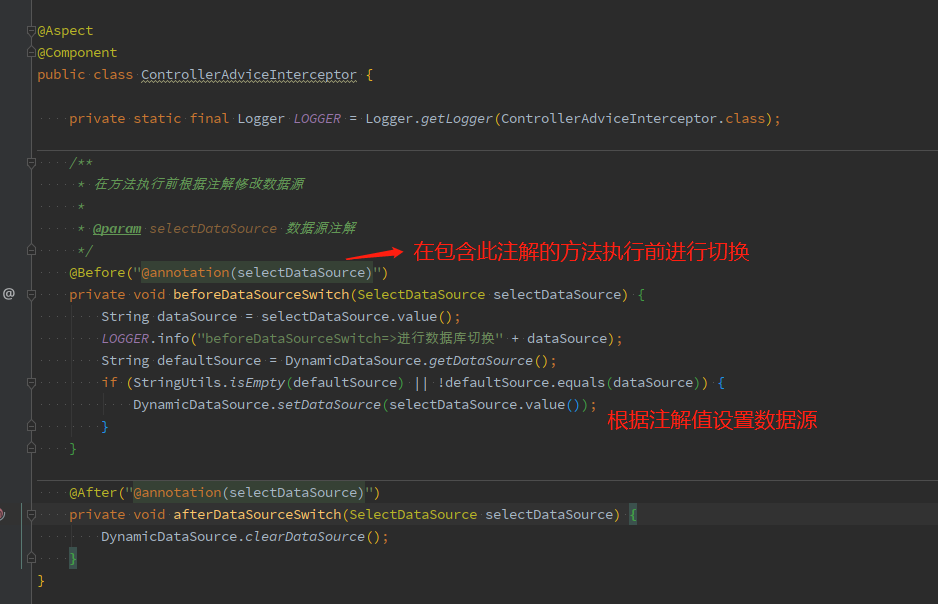 @Aspect
@Component
public class ControllerAdviceInterceptor {
private static final Logger LOGGER = Logger.getLogger(ControllerAdviceInterceptor.class);
/**
* 在方法执行前根据注解修改数据源
*
* @param selectDataSource 数据源注解
*/
在包含此注解的方法执行前进行切换
@Before("@annotation(selectDataSource)")
@
private void beforeDataSourceSwitch(SelectDataSource selectDataSource) {
String dataSource = selectDataSource.value();
LOGGER.info("beforeDataSourceSwitch=>进行数据库切换" + dataSource);
String defaultSource = DynamicDataSource.getDataSource();
if (StringUtils.isEmpty(defaultSource) || !defaultSource.equals(dataSource)) {
DynamicDataSource.setDataSource(selectDataSource.value());
根据注解值设置数据源
}
}
@After("@annotation(selectDataSource)")
private void afterDataSourceSwitch(SelectDataSource selectDataSource) {
DynamicDataSource.clearDataSource();
}
}